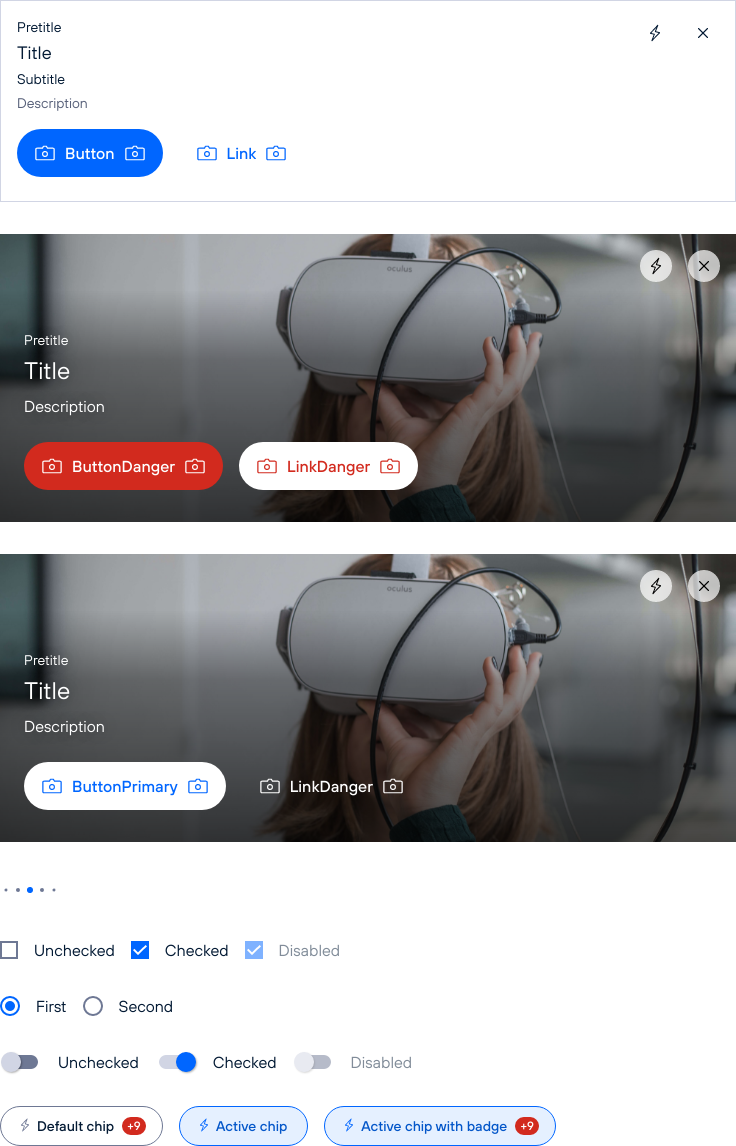 Pretitle
Title
Subtitle
Description
Button
Link
oculus
Pretitle
Title
Description
ButtonDanger
LinkDanger
oculus
Pretitle
Title
Description
ButtonPrimary
LinkDanger
Unchecked
Checked
Disabled
First
Second
Unchecked
Checked
Disabled
Default chip +9
Active chip
Active chip with badge +9